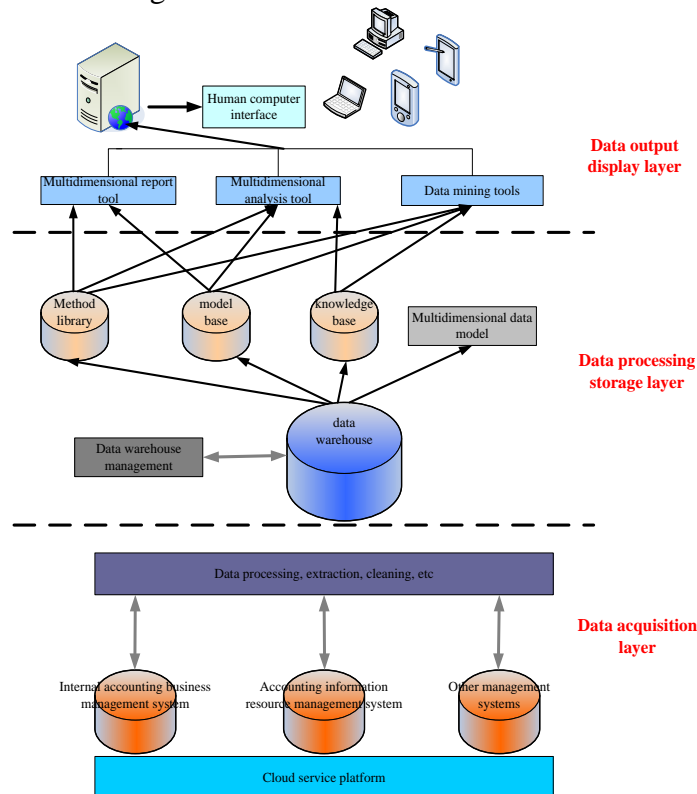 Human computer
interface
Data output
display layer
Multidimensional report
tool
Multidimensional
analysis tool
Data mining tools
Method
library
model
base
knowledge
base
Multidimensional data
model
Data processing
storage layer
data
warehouse
Data warehouse
management
Data processing, extraction, cleaning, etc
Data acquisition
layer
Internal accounting business
management system
Accounting information
resource management system
Other management
systems
Cloud service platform